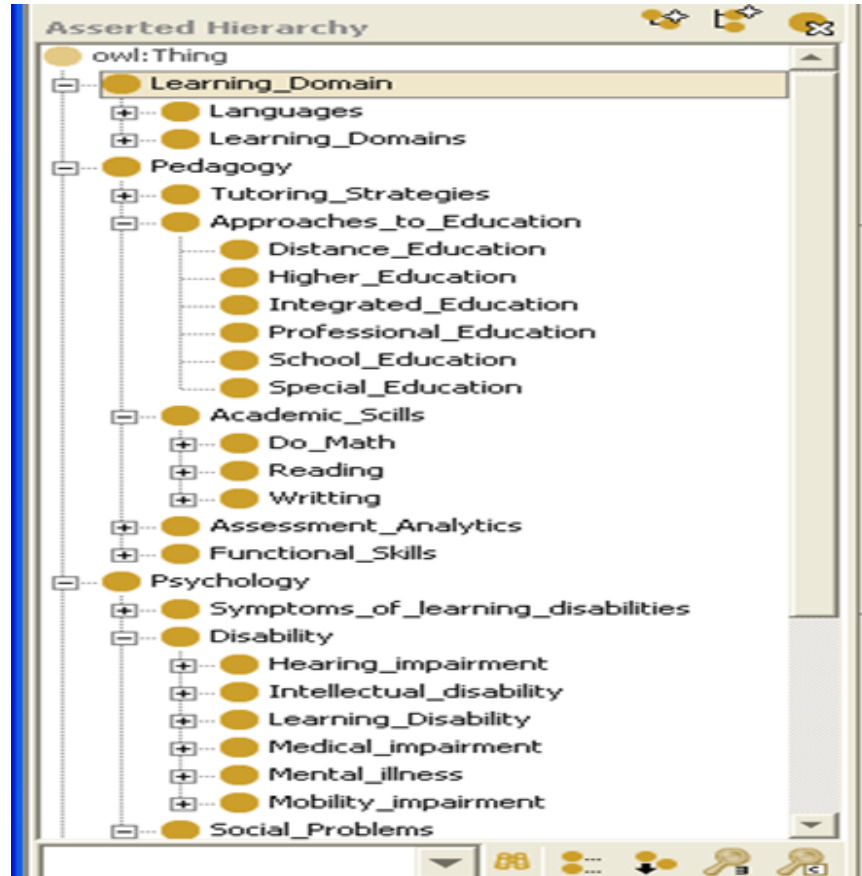 Asserted Hierarchy
owl:Thing
Learning_Domain
Languages
Learning_Domains
Pedagogy
Tutoring_Strategies
Approaches_to_Education
Distance_Education
Higher_Education
Integrated_Education
Professional_Education
School_Education
Special_Education
Academic_Scills
Do_Math
Reading
Writting
Assessment_Analytics
Functional_Skills
Psychology
Symptoms_of_learning_disabilities
Disability
Hearing_impairment
Intellectual_disability
Learning_Disability
Medical_impairment
Mental_illness
Mobility_impairment
Social_Problems